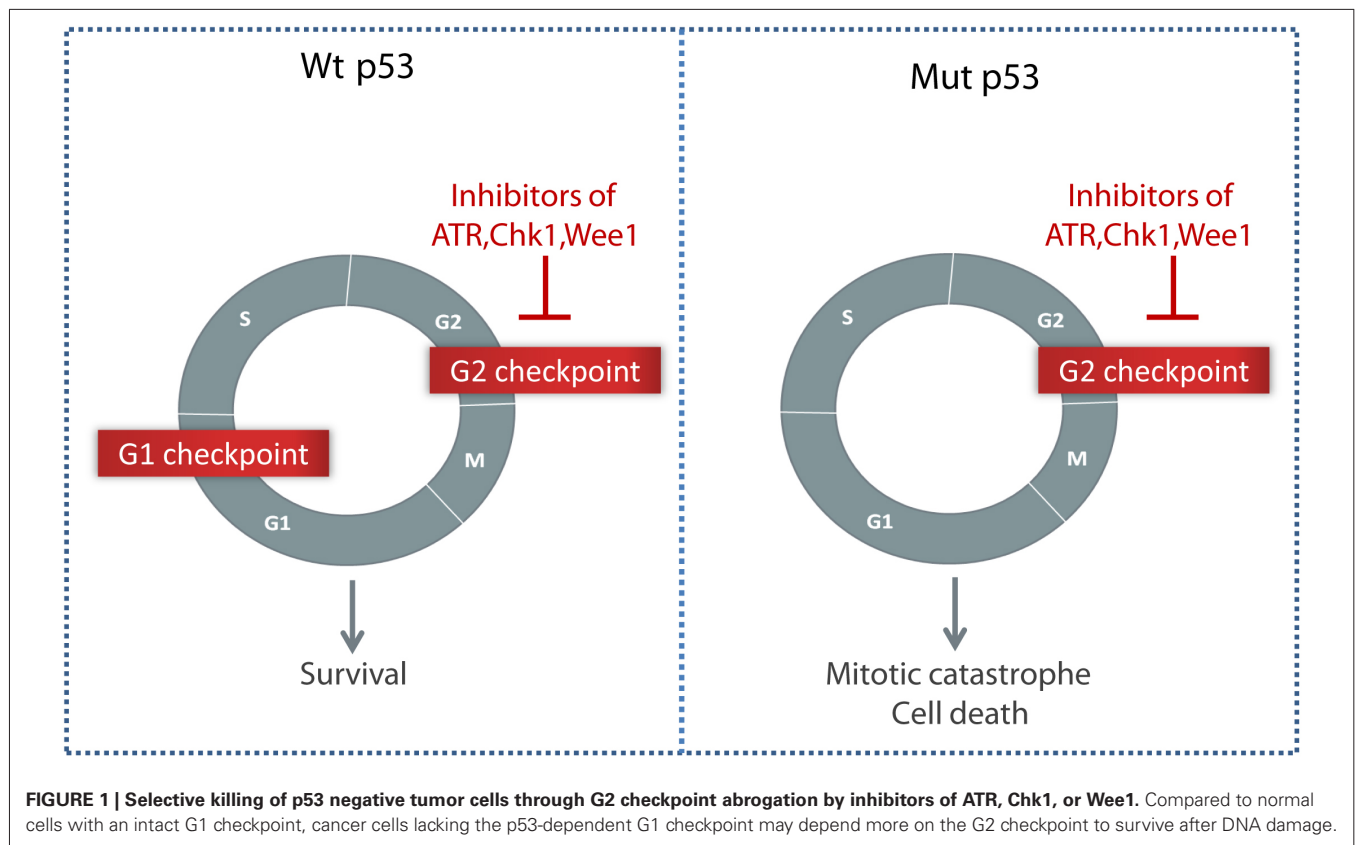 Wt p53
Inhibitors of
ATR,Chk1,Wee1
S
G2
G2 checkpoint
G1 checkpoint
M
G1
Survival
Mut p53
Inhibitors of
ATR,Chk1,Wee1
S
G2
G2 checkpoint
M
G1
Mitotic catastrophe
Cell death
FIGURE 1 | Selective killing of p53 negative tumor cells through G2 checkpoint abrogation by inhibitors of ATR, Chk1, or Wee1. Compared to normal
cells with an intact G1 checkpoint, cancer cells lacking the p53-dependent G1 checkpoint may depend more on the G2 checkpoint to survive after DNA damage.